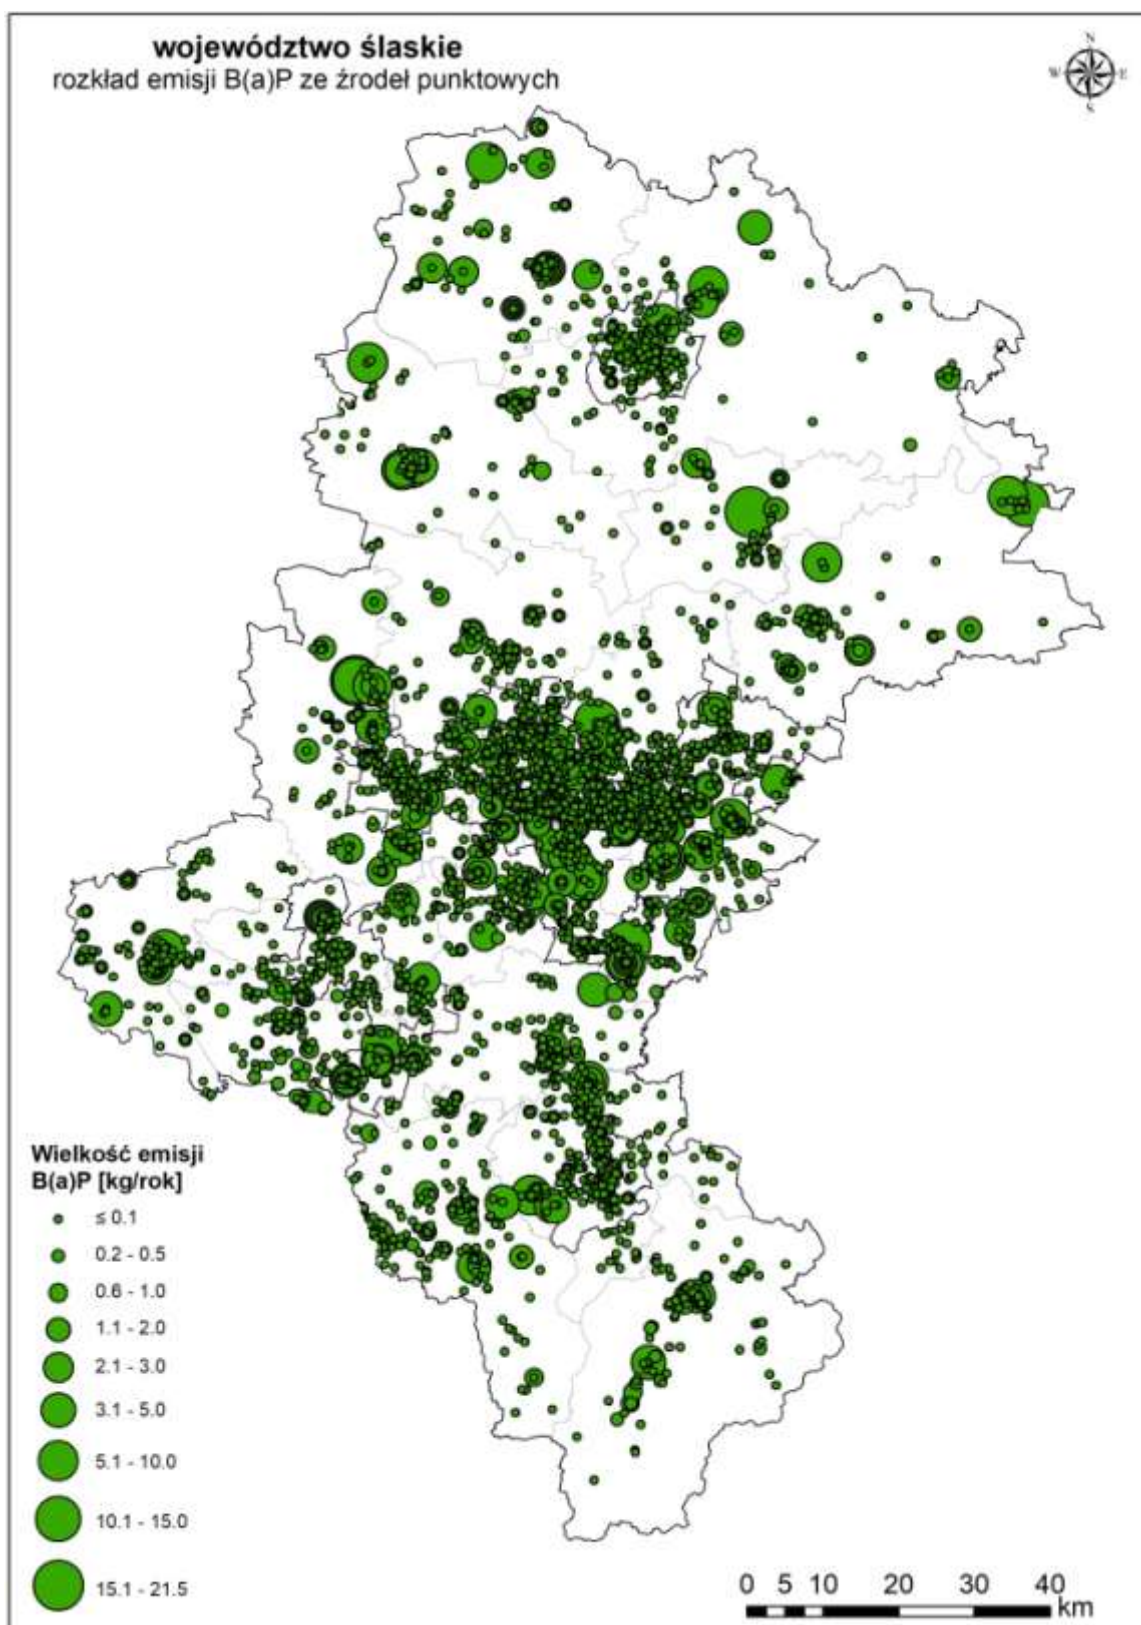 województwo ślaskie
rozkład emisji B(a)P ze źrodeł punktowych
N
W
E
S
Wielkość emisji
B(a)P [kg/rok]
≤ 0.1
0.2 - 0.5
0.6 - 1.0
1.1 - 2.0
2.1 - 3.0
3.1 - 5.0
5.1 - 10.0
10.1 - 15.0
15.1 - 21.5
0 5 10 20 30 40
km